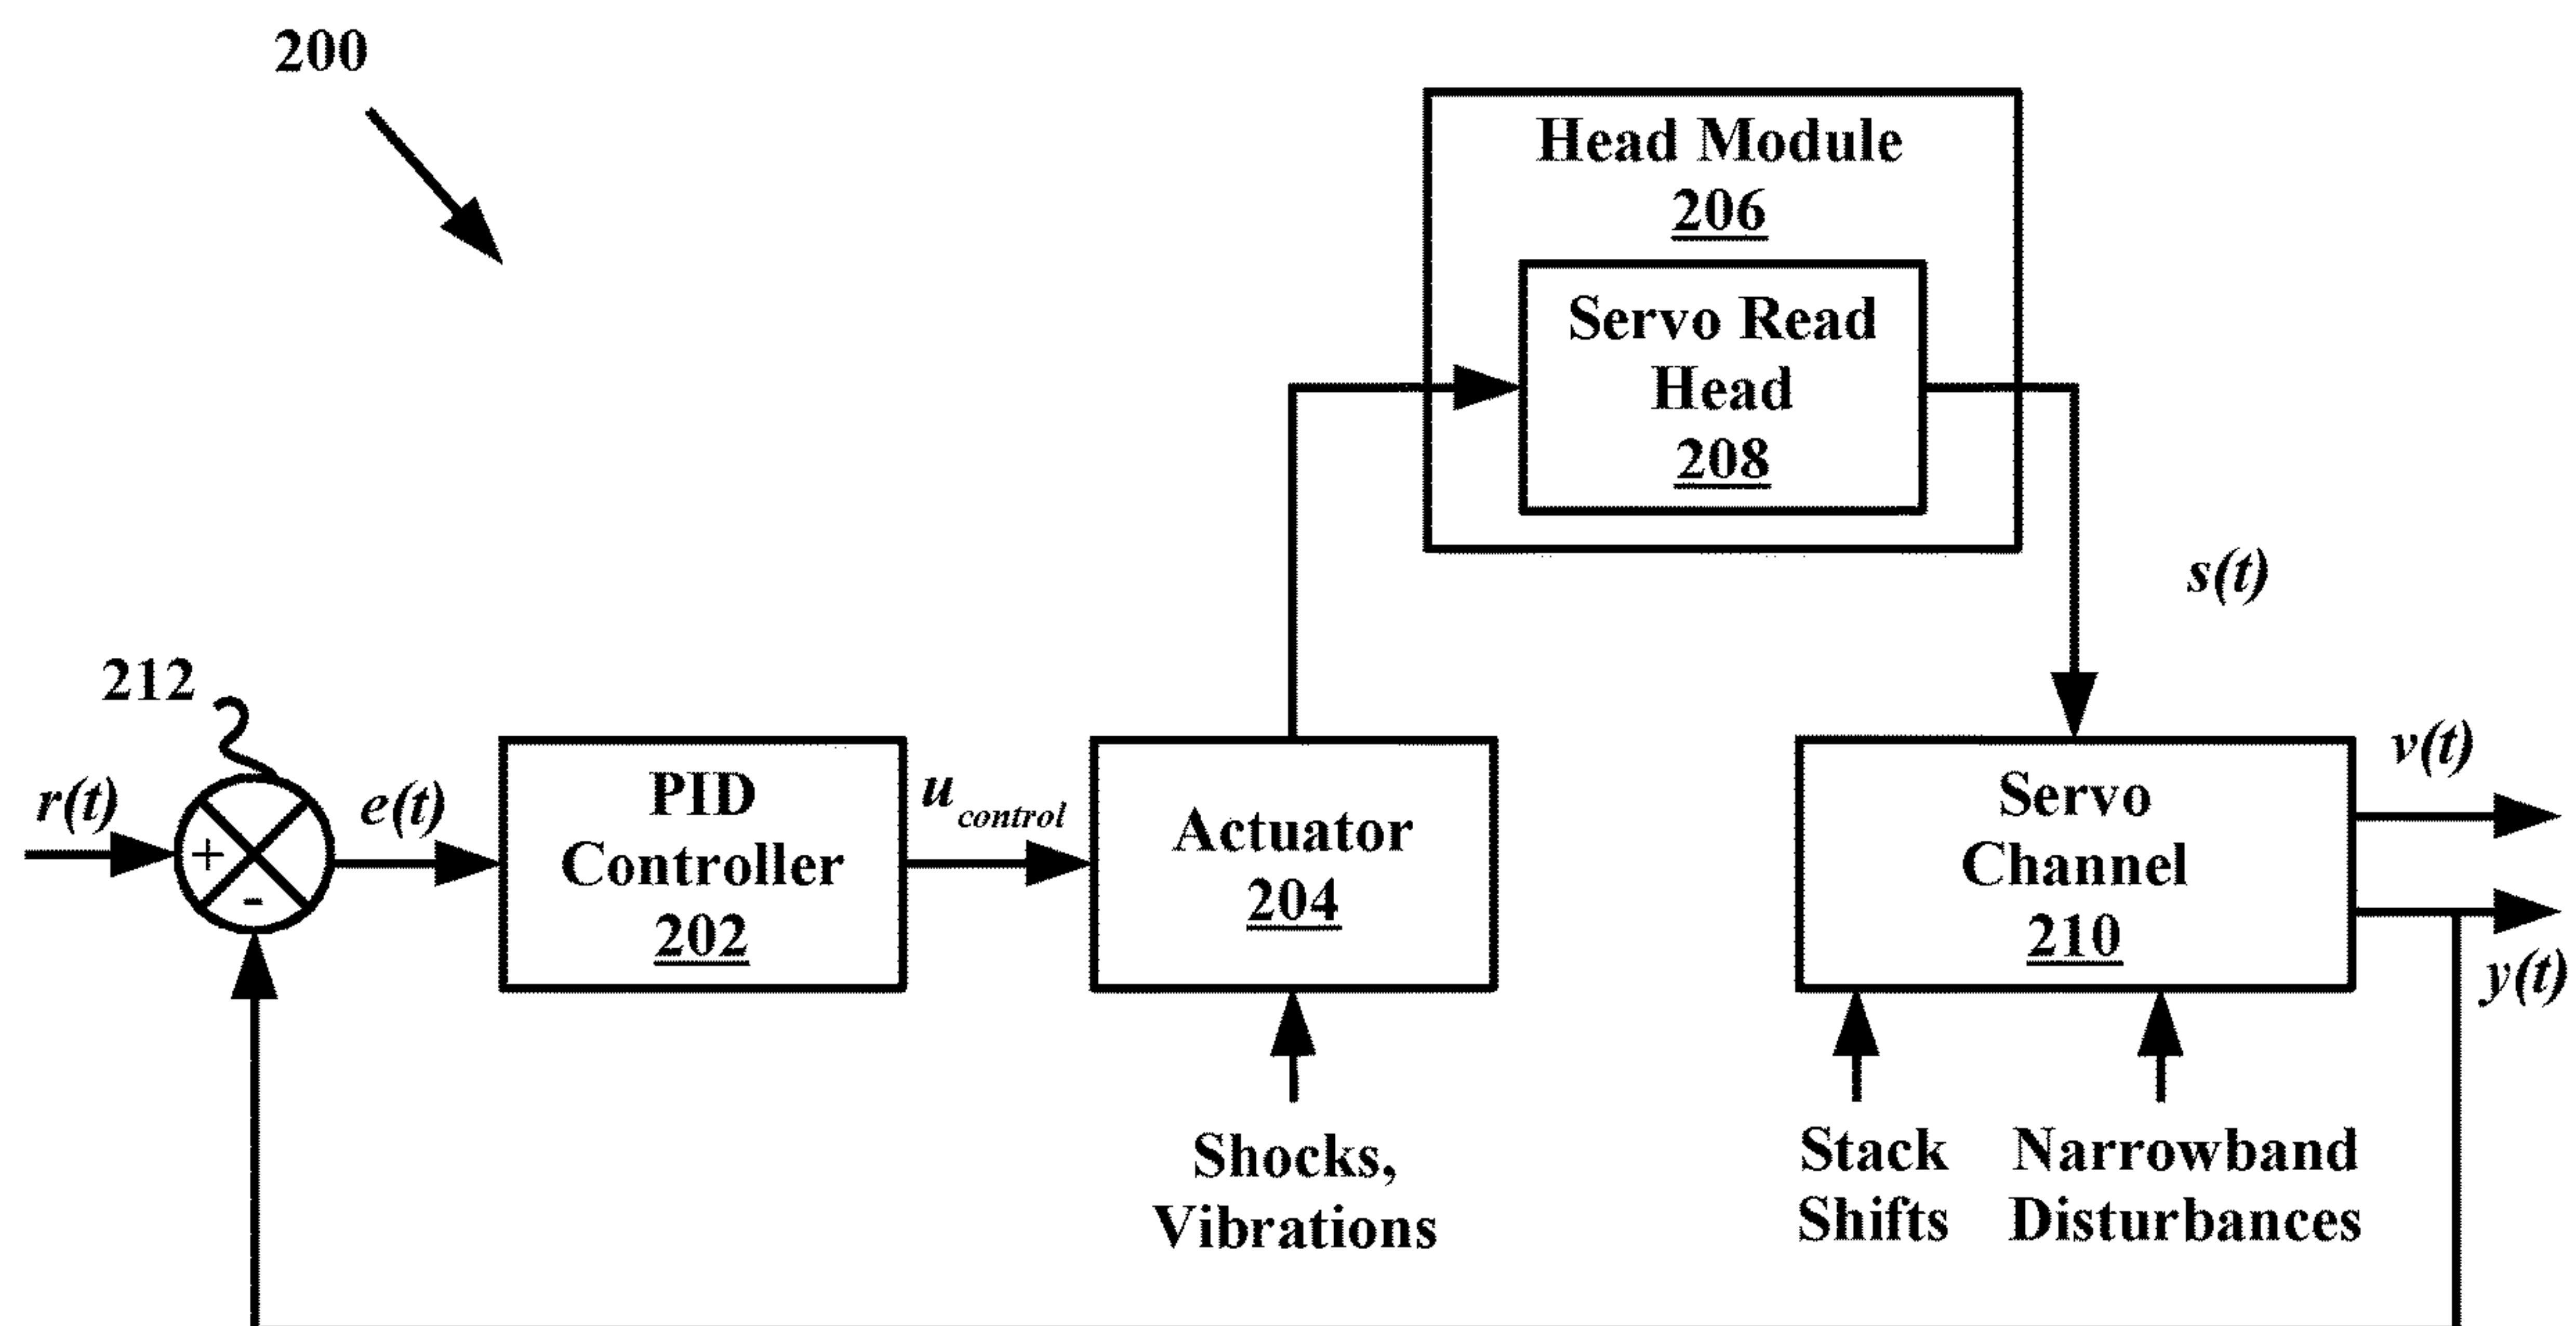 200
Head Module
206
Servo Read
Head
208
s(t)
212
r(t)
+
-
e(t)
PID
Controller
202
u control
Actuator
204
Servo
Channel
210
v(t)
y(t)
Shocks,
Vibrations
Stack
Shifts
Narrowband
Disturbances